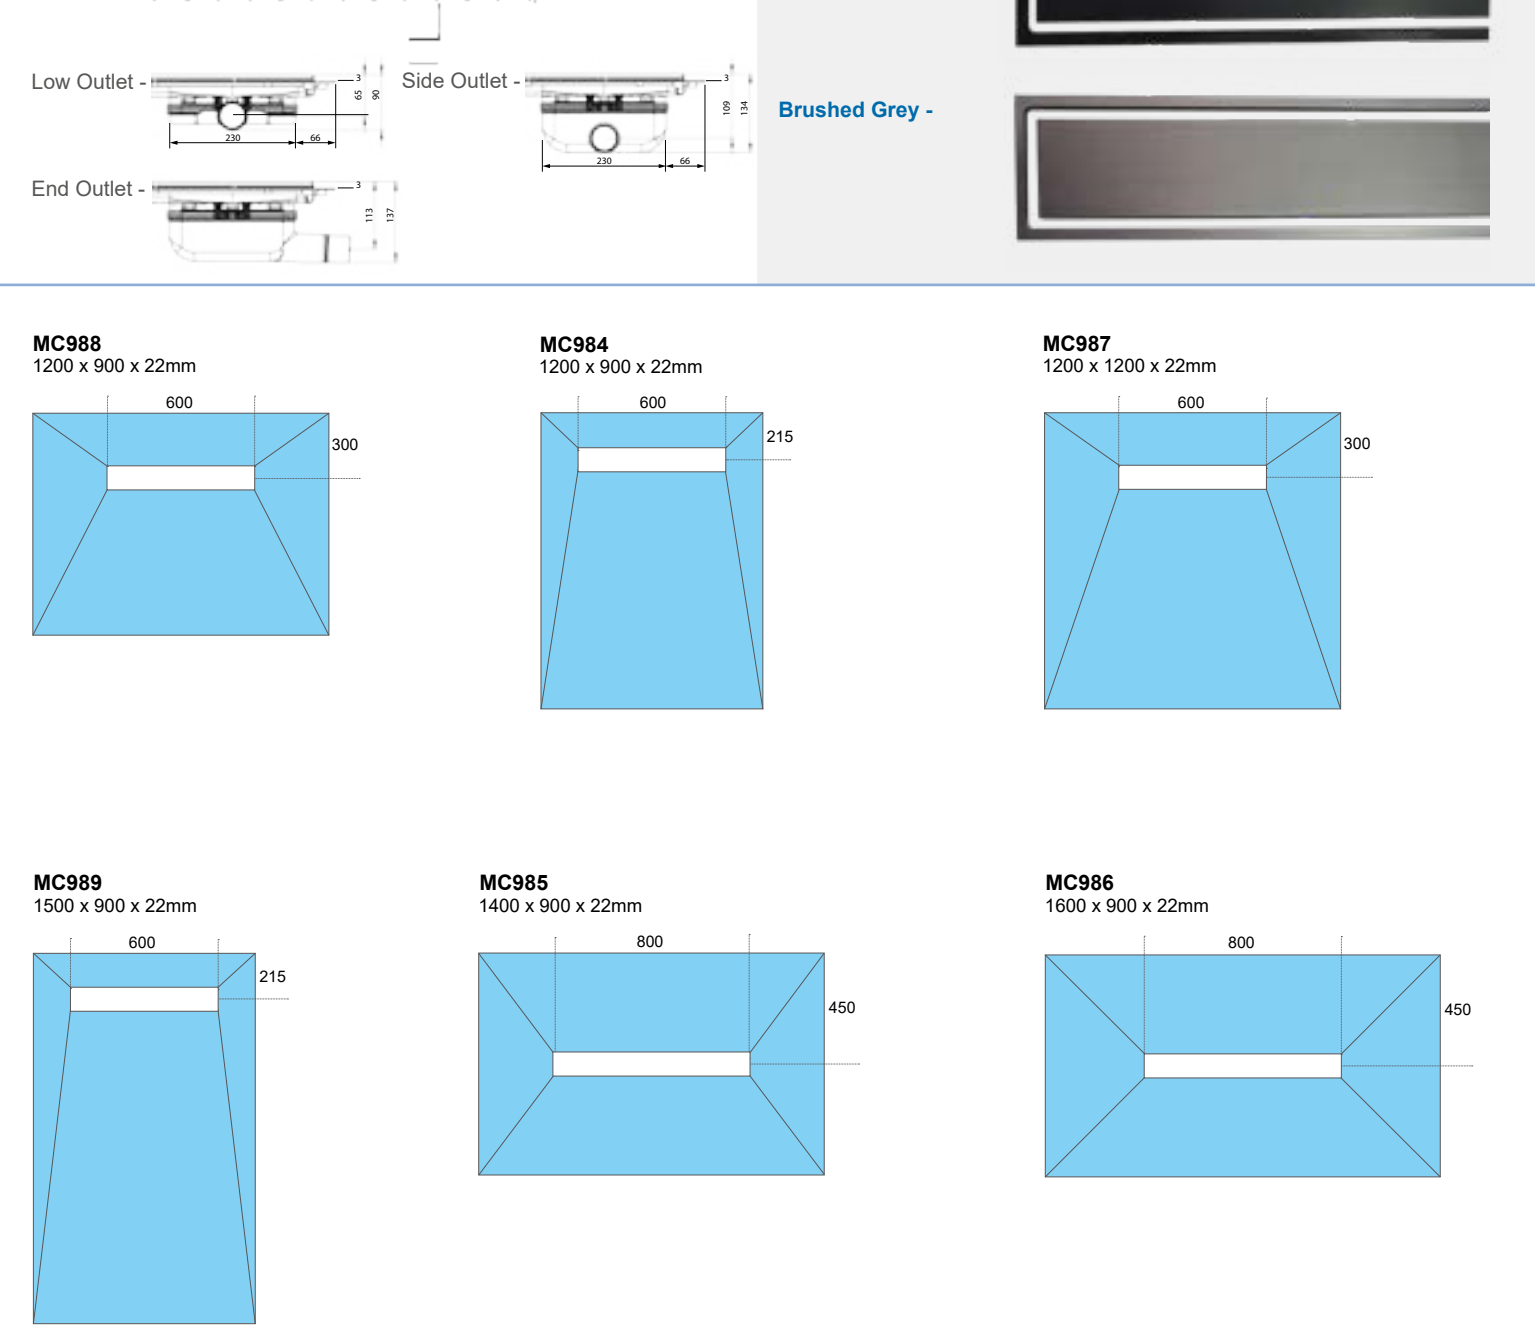 Low Outlet -
3
65
90
230
66
Side Outlet -
3
109
134
230
66
Brushed Grey -
End Outlet -
3
113
137
MC988
1200 x 900 x 22mm
600
300
MC984
1200 x 900 x 22mm
600
215
MC987
1200 x 1200 x 22mm
600
300
MC989
1500 x 900 x 22mm
600
215
MC985
1400 x 900 x 22mm
800
450
MC986
1600 x 900 x 22mm
800
450